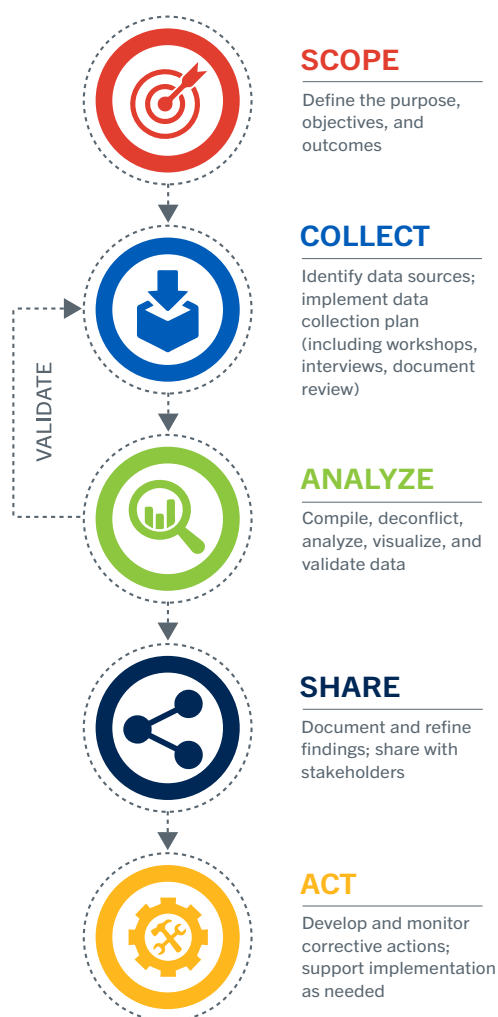 SCOPE
Define the purpose,
objectives, and
outcomes
COLLECT
Identify data sources;
implement data
collection plan
(including workshops,
interviews, document
review)
VALIDATE
ANALYZE
Compile, deconflict,
analyze, visualize, and
validate data
SHARE
Document and refine
findings; share with
stakeholders
ACT
Develop and monitor
corrective actions;
support implementation
as needed